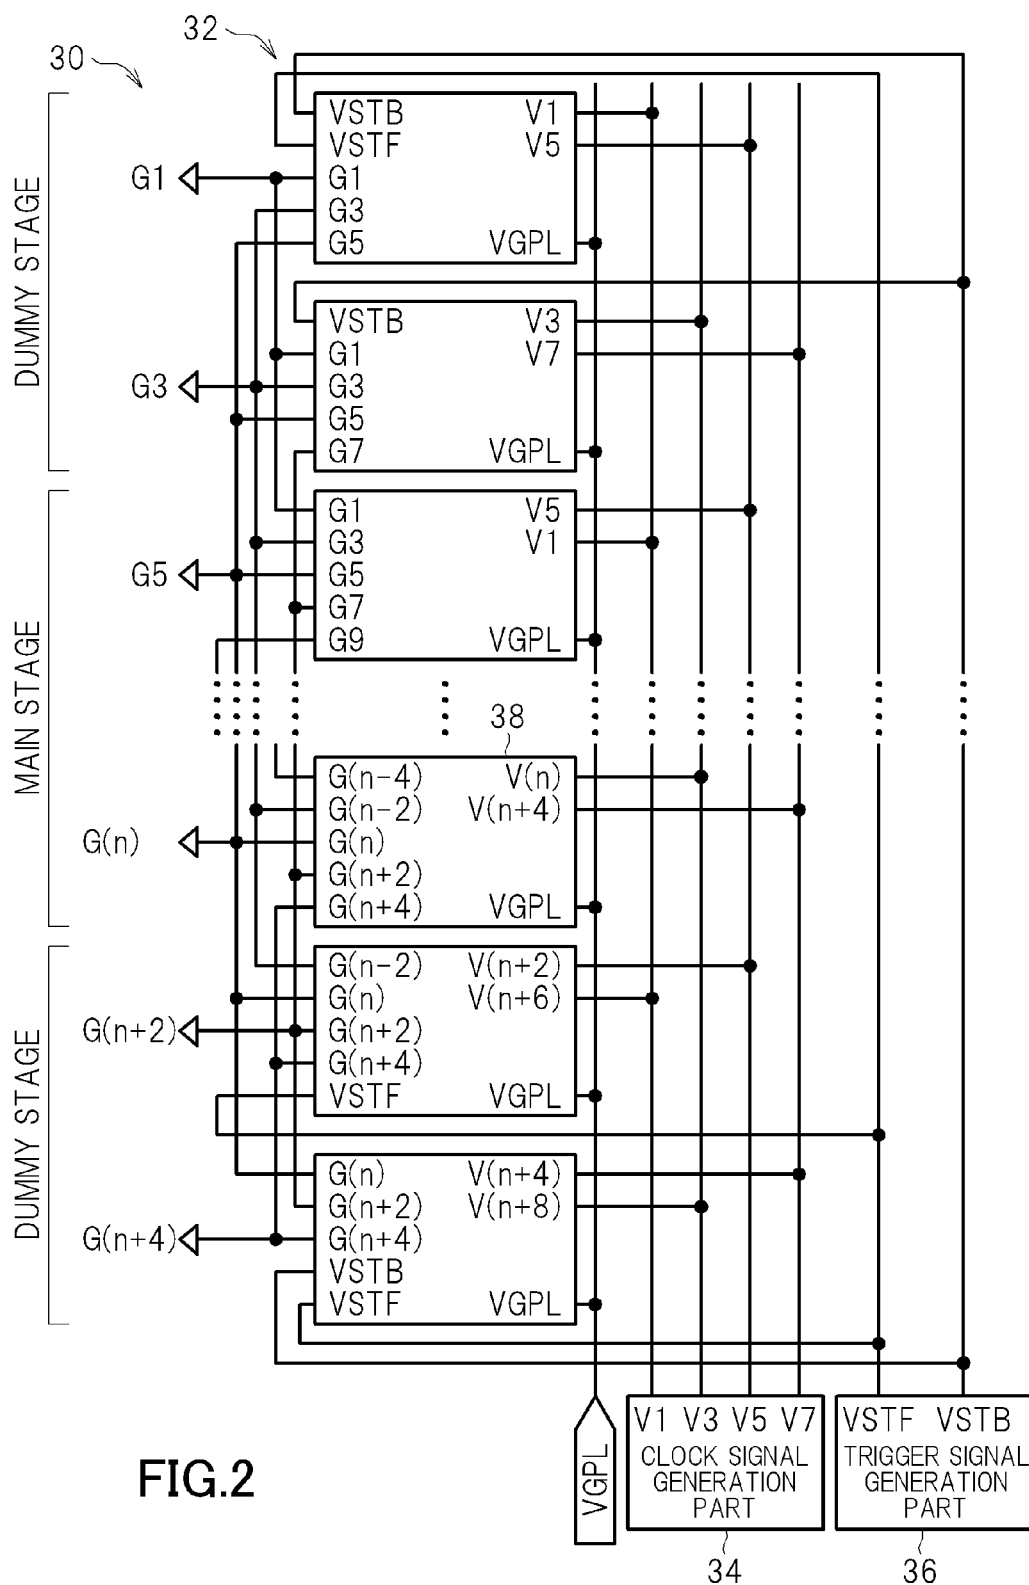 30
32
DUMMY STAGE
G1
VSTB V1
VSTF V5
G1
G3
G5 VGPL
G3
VSTB V3
G1 V7
G3
G5
G7 VGPL
MAIN STAGE
G5
G1 V5
G3 V1
G5
G7
G9 VGPL
38
G(n)
G(n-4) V(n)
G(n-2) V(n+4)
G(n)
G(n+2)
G(n+4) VGPL
DUMMY STAGE
G(n+2)
G(n-2) V(n+2)
G(n) V(n+6)
G(n+2)
G(n+4)
VSTF VGPL
G(n+4)
G(n) V(n+4)
G(n+2) V(n+8)
G(n+4)
VSTB
VSTF VGPL
VGPL
V1 V3 V5 V7
CLOCK SIGNAL
GENERATION
PART
34
VSTF VSTB
TRIGGER SIGNAL
GENERATION
PART
36
FIG.2